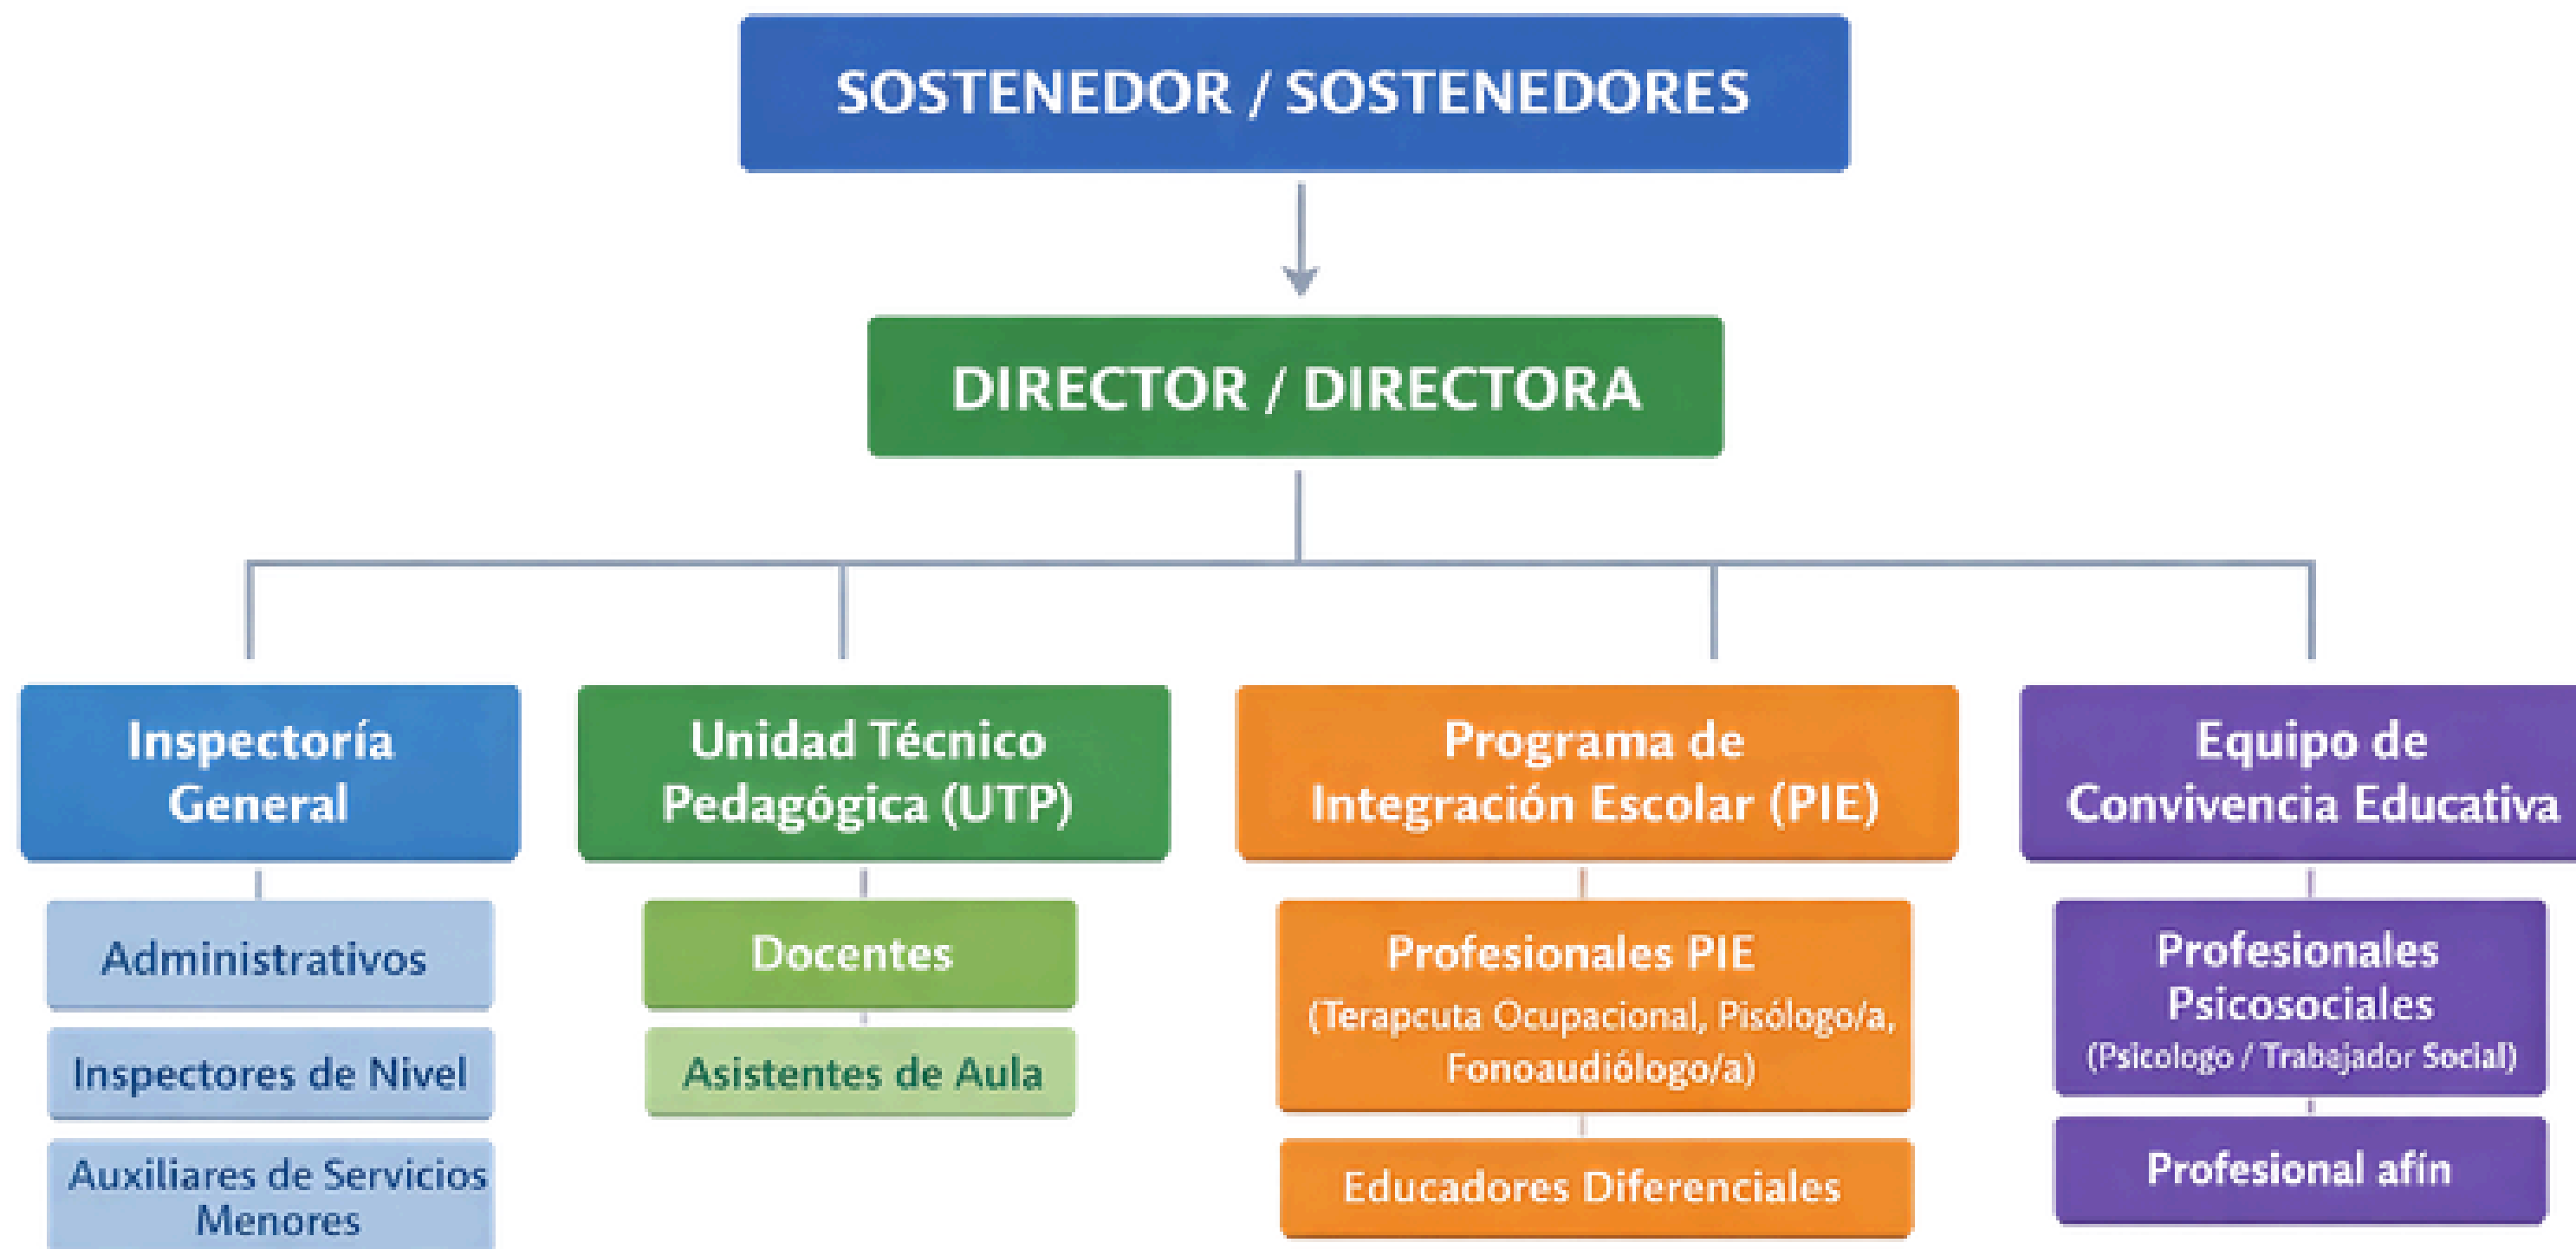 SOSTENEDOR / SOSTENEDORES
DIRECTOR / DIRECTORA
Inspectoría
General
Administrativos
Inspectores de Nivel
Auxiliares de Servicios
Menores
Unidad Técnico
Pedagógica (UTP)
Docentes
Asistentes de Aula
Programa de
Integración Escolar (PIE)
Profesionales PIE
(Terapcuta Ocupacional, Pisólogo/a,
Fonoaudiólogo/a)
Educadores Diferenciales
Equipo de
Convivencia Educativa
Profesionales
Psicosociales
(Psicologo / Trabajador Social)
Profesional afín